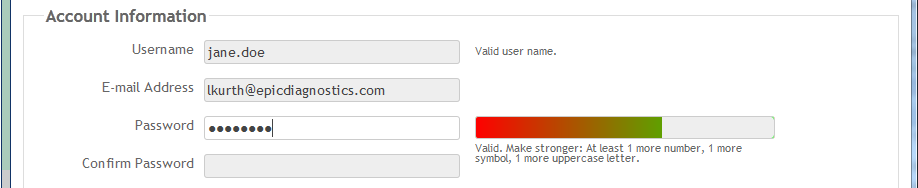 Account Information
Username jane.doe Valid user name.
E-mail Address lkurth@epicdiagnostics.com
Password ●●●●●●●●
Valid. Make stronger: At least 1 more number, 1 more
symbol, 1 more uppercase letter.
Confirm Password